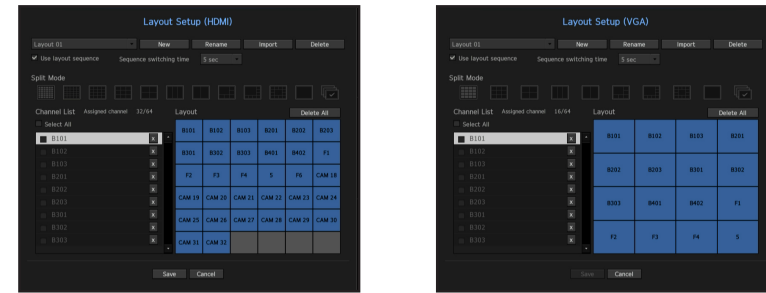 Layout Setup (HDMI)
Layout 01 New Rename Import Delete
Use layout sequence Sequence switching time 5 sec
Split Mode
Channel List Assigned channel 32/64 Layout Delete All
Select All
B101 x
B102 x
B103 x
B201 x
B202 x
B203 x
B301 x
B302 x
B303 x
B101 B102 B103 B201 B202 B203
B301 B302 B303 B401 B402 F1
F2 F3 F4 5 F6 CAM 18
CAM 19 CAM 20 CAM 21 CAM 22 CAM 23 CAM 24
CAM 25 CAM 26 CAM 27 CAM 28 CAM 29 CAM 30
CAM 31 CAM 32
Save Cancel
Layout Setup (VGA)
Layout 01 New Rename Import Delete
Use layout sequence Sequence switching time 5 sec
Split Mode
Channel List Assigned channel 16/64 Layout Delete All
Select All
B101 x
B102 x
B103 x
B201 x
B202 x
B203 x
B301 x
B302 x
B303 x
B101 B102 B103 B201
B202 B203 B301 B302
B303 B401 B402 F1
F2 F3 F4 5
Save Cancel